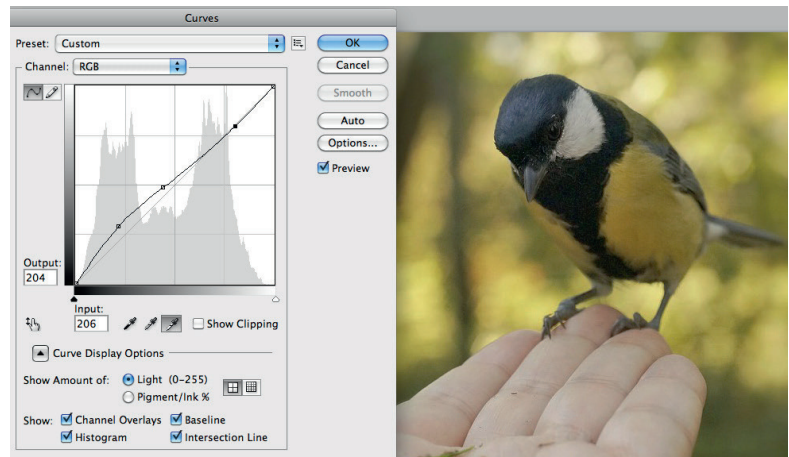 Curves
Preset: Custom
OK
Channel: RGB
Cancel
Smooth
Auto
Options...
Preview
Output:
204
Input:
206
Show Clipping
Curve Display Options
Show Amount of: Light (0–255)
Pigment/Ink %
Show: Channel Overlays Baseline
Histogram Intersection Line